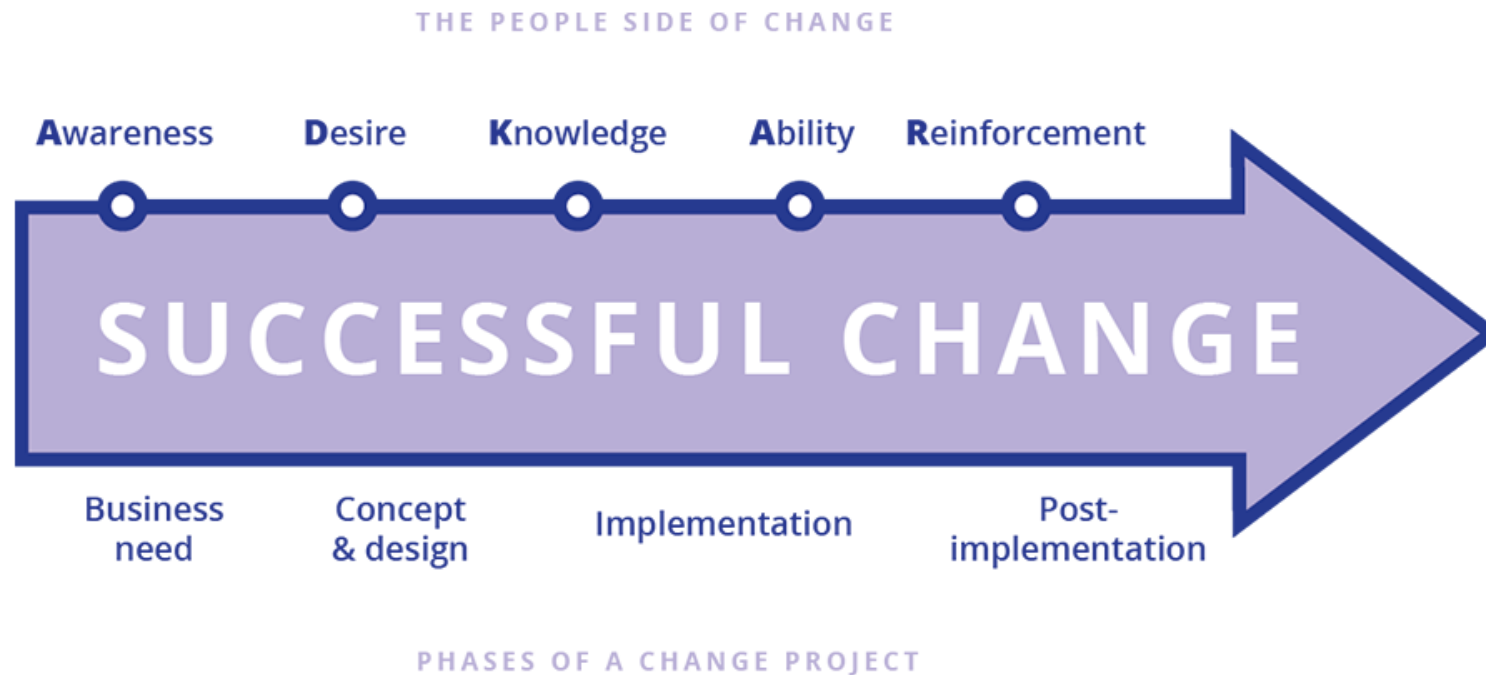 THE PEOPLE SIDE OF CHANGE
Awareness Desire Knowledge Ability Reinforcement
SUCCESSFUL CHANGE
Business need
Concept & design
Implementation
Post-implementation
PHASES OF A CHANGE PROJECT